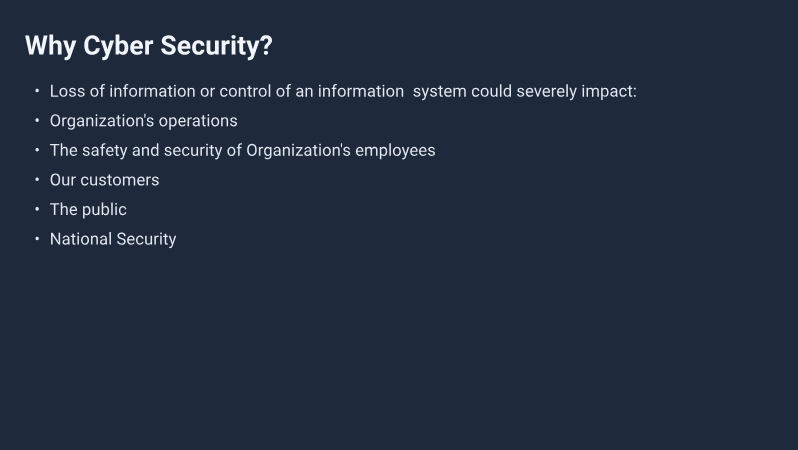 Why Cyber Security?
• Loss of information or control of an information  system could severely impact:
• Organization's operations
• The safety and security of Organization's employees
• Our customers
• The public
• National Security